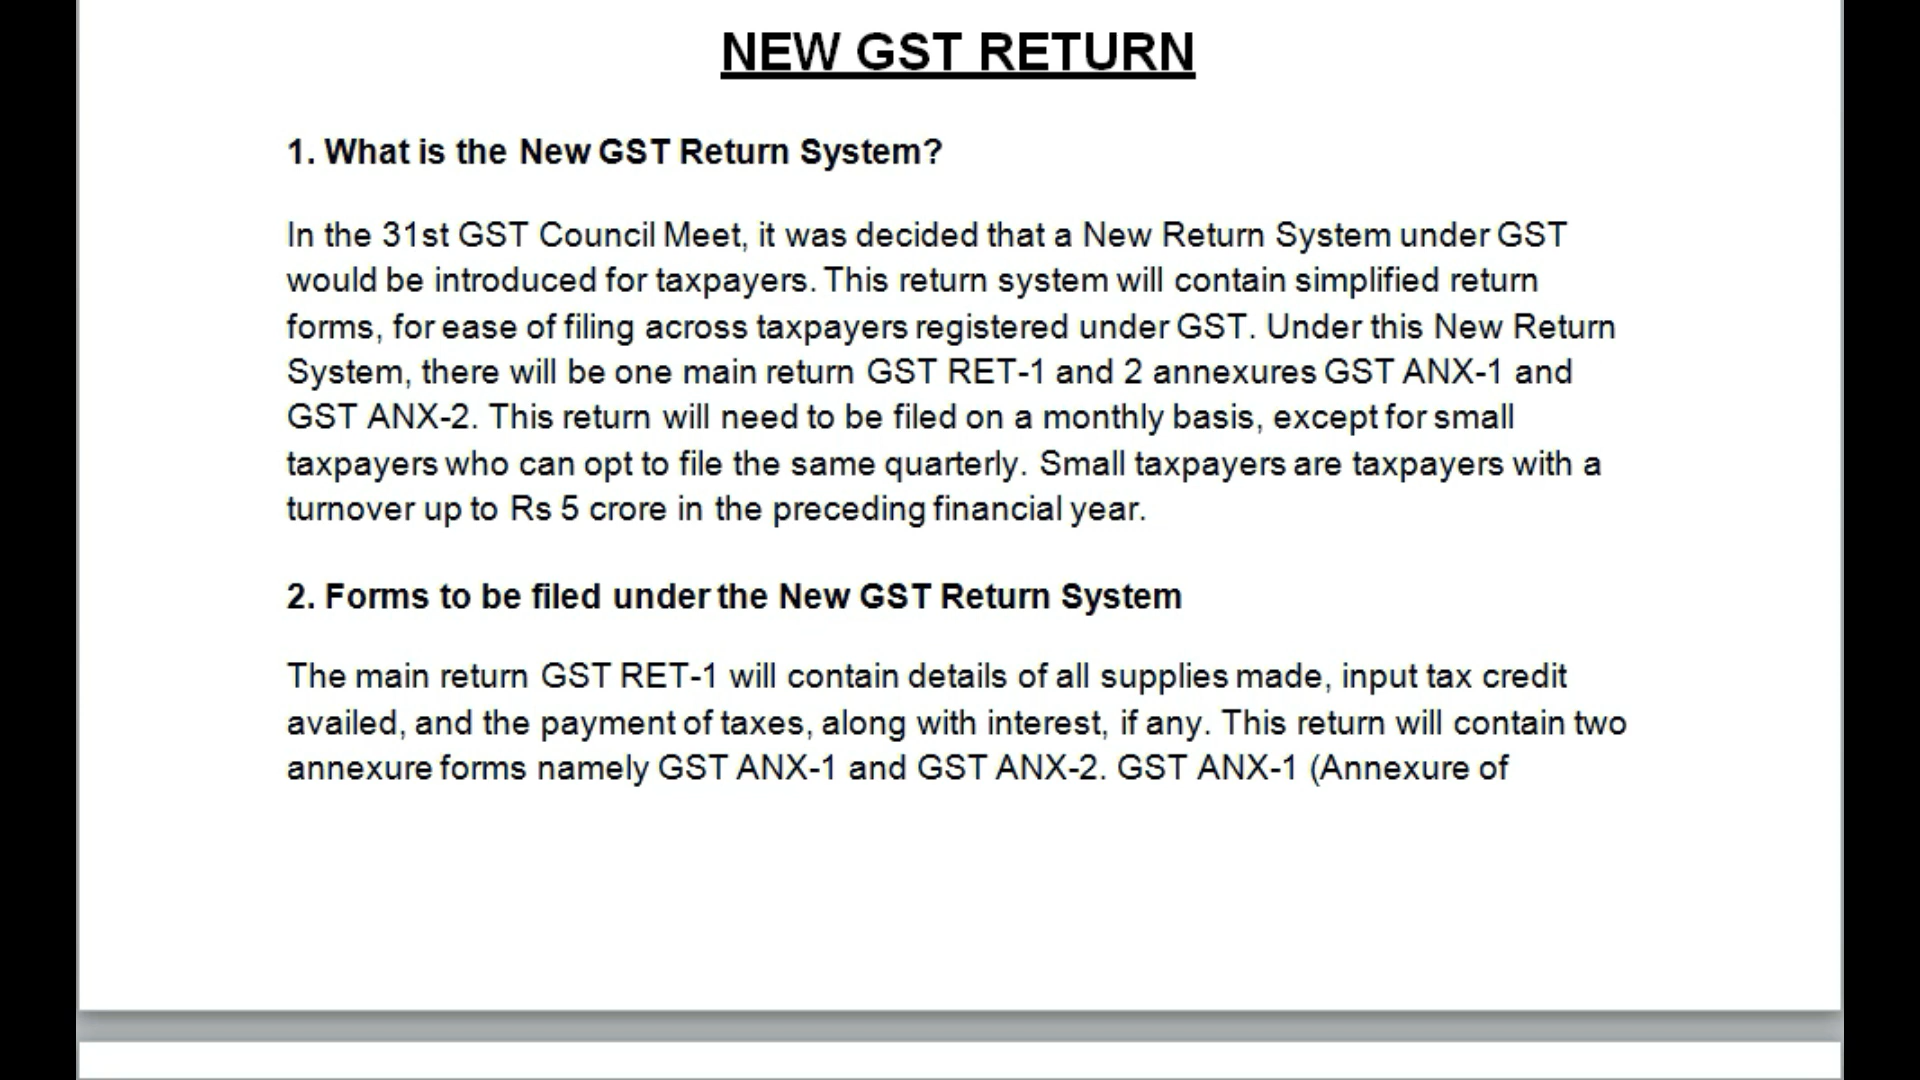 NEW GST RETURN
1. What is the New GST Return System?
In the 31st GST Council Meet, it was decided that a New Return System under GST
would be introduced for taxpayers. This return system will contain simplified return
forms, for ease of filing across taxpayers registered under GST. Under this New Return
System, there will be one main return GST RET-1 and 2 annexures GST ANX-1 and
GST ANX-2. This return will need to be filed on a monthly basis, except for small
taxpayers who can opt to file the same quarterly. Small taxpayers are taxpayers with a
turnover up to Rs 5 crore in the preceding financial year.
2. Forms to be filed under the New GST Return System
The main return GST RET-1 will contain details of all supplies made, input tax credit
availed, and the payment of taxes, along with interest, if any. This return will contain two
annexure forms namely GST ANX-1 and GST ANX-2. GST ANX-1 (Annexure of